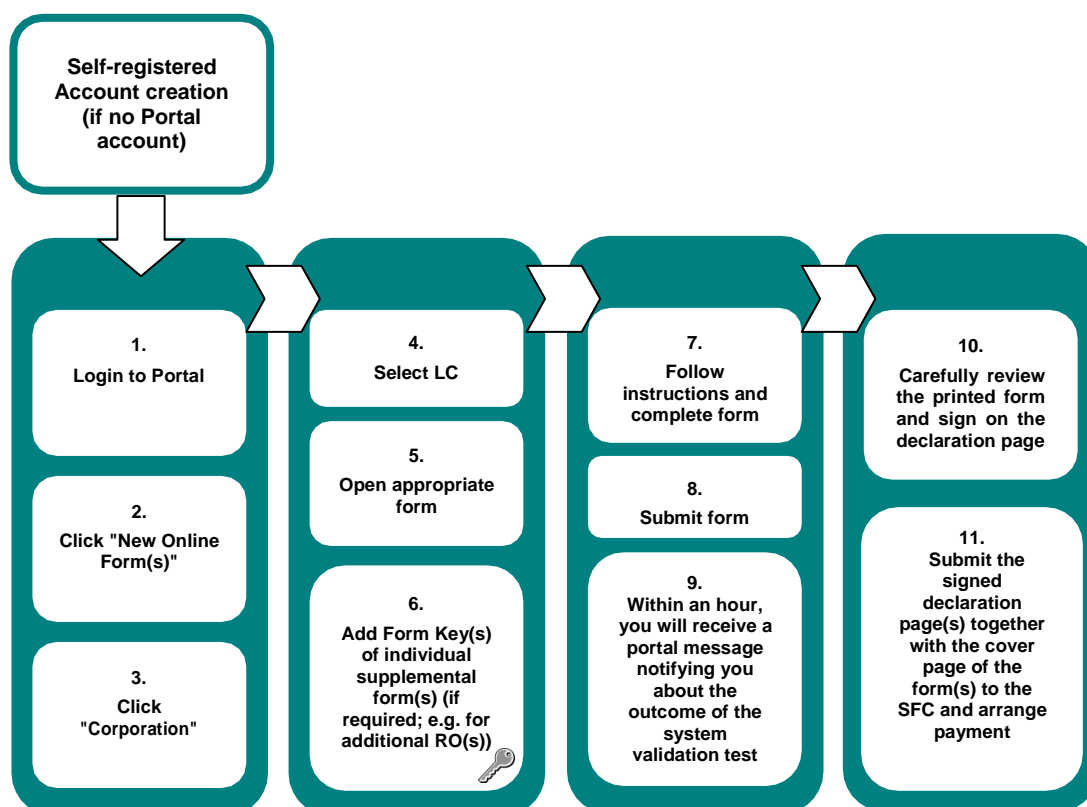 Self-registered
Account creation
(if no Portal
account)
1.
Login to Portal
2.
Click "New Online
Form(s)"
3.
Click
"Corporation"
4.
Select LC
5.
Open appropriate
form
6.
Add Form Key(s)
of individual
supplemental
form(s) (if
required; e.g. for
additional RO(s))
7.
Follow
instructions and
complete form
8.
Submit form
9.
Within an hour,
you will receive a
portal message
notifying you
about the
outcome of the
system
validation test
10.
Carefully review
the printed form
and sign on the
declaration page
11.
Submit the
signed
declaration
page(s) together
with the cover
page of the
form(s) to the
SFC and arrange
payment